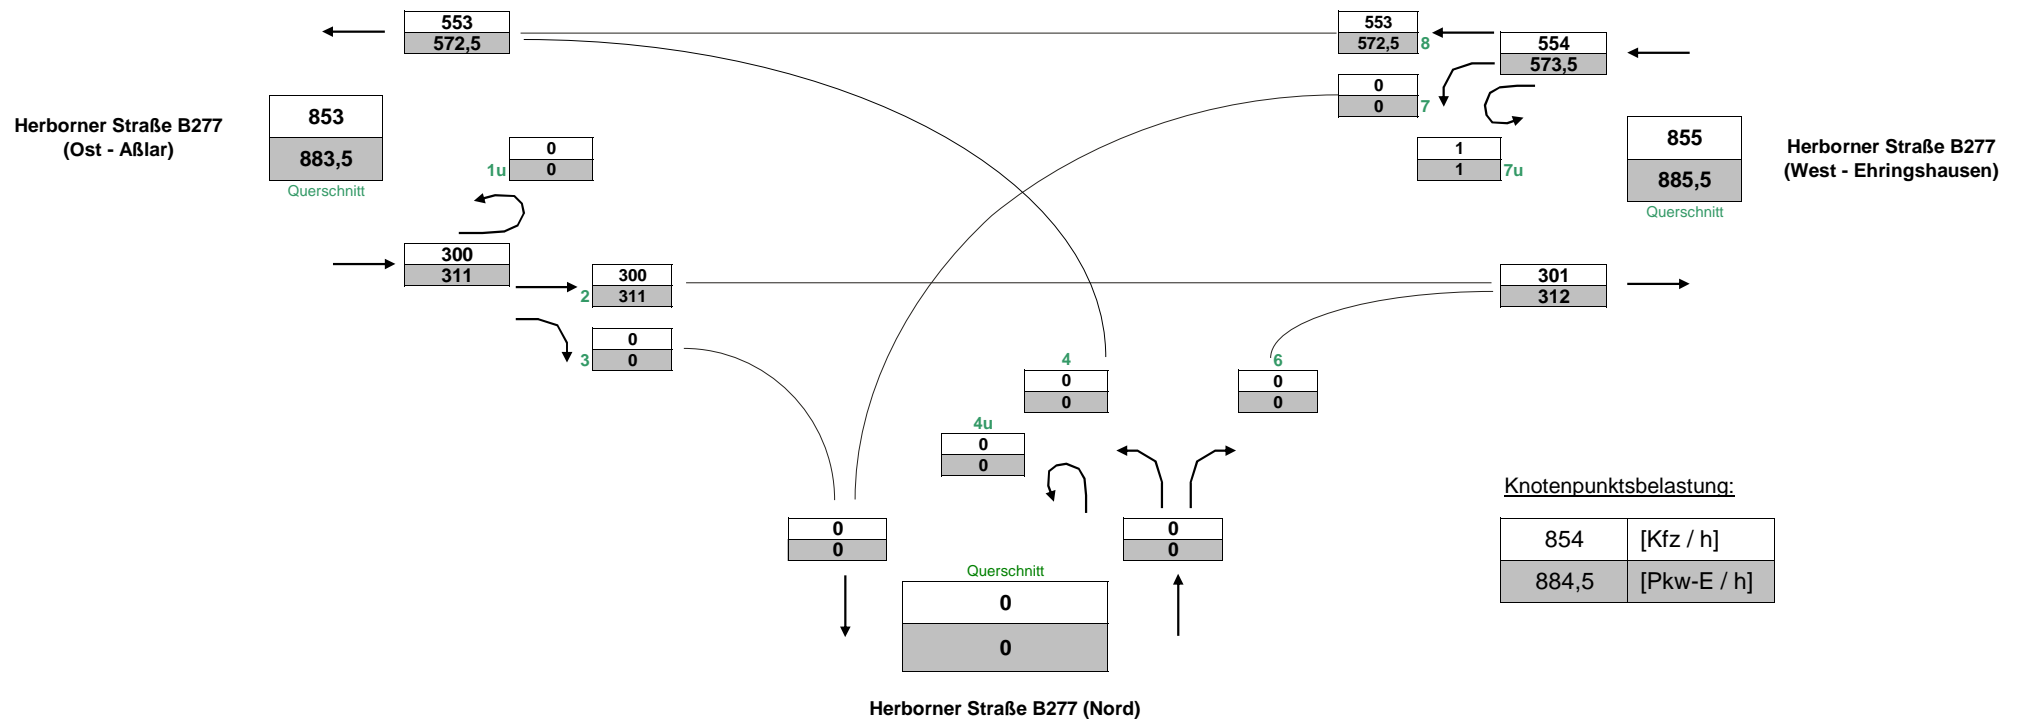 553
572,5
553
572,5 8
554
573,5
0
0 7
Herborner Straße B277
(Ost - Aßlar)
853
883,5
Querschnitt
0
1u 0
1
1 7u
855
885,5
Querschnitt
Herborner Straße B277
(West - Ehringshausen)
300
311
300
2 311
301
312
0
3 0
4
0
0
6
0
0
4u
0
0
0
0
0
0
Querschnitt
0
0
Herborner Straße B277 (Nord)
Knotenpunktsbelastung:
854 [Kfz / h]
884,5 [Pkw-E / h]